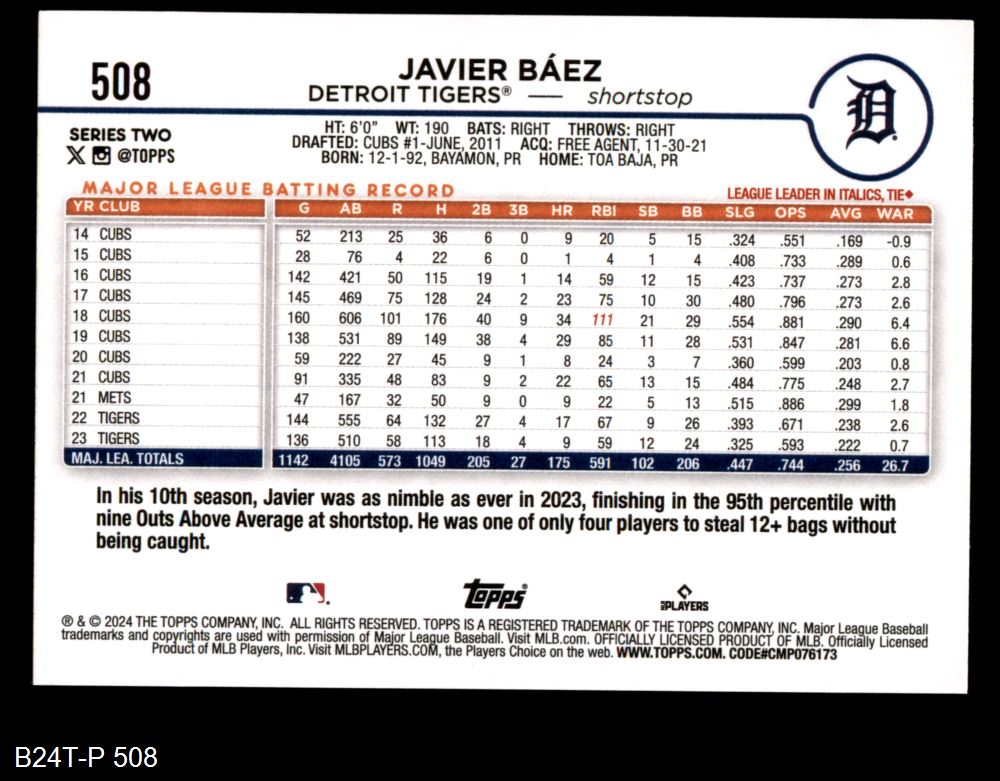 508
JAVIER BÁEZ
DETROIT TIGERS® — shortstop
D
SERIES TWO
X @TOPPS
HT: 6'0" WT: 190 BATS: RIGHT THROWS: RIGHT
DRAFTED: CUBS #1-JUNE, 2011 ACQ: FREE AGENT, 11-30-21
BORN: 12-1-92, BAYAMON, PR HOME: TOA BAJA, PR
MAJOR LEAGUE BATTING RECORD
LEAGUE LEADER IN ITALICS, TIE♦
YR CLUB G AB R H 2B 3B HR RBI SB BB SLG OPS AVG WAR
14 CUBS 52 213 25 36 6 0 9 20 5 15 .324 .551 .169 -0.9
15 CUBS 28 76 4 22 6 0 1 4 1 4 .408 .733 .289 0.6
16 CUBS 142 421 50 115 19 1 14 59 12 15 .423 .737 .273 2.8
17 CUBS 145 469 75 128 24 2 23 75 10 30 .480 .796 .273 2.6
18 CUBS 160 606 101 176 40 9 34 111 21 29 .554 .881 .290 6.4
19 CUBS 138 531 89 149 38 4 29 85 11 28 .531 .847 .281 6.6
20 CUBS 59 222 27 45 9 1 8 24 3 7 .360 .599 .203 0.8
21 CUBS 91 335 48 83 9 2 22 65 13 15 .484 .775 .248 2.7
21 METS 47 167 32 50 9 0 9 22 5 13 .515 .886 .299 1.8
22 TIGERS 144 555 64 132 27 4 17 67 9 26 .393 .671 .238 2.6
23 TIGERS 136 510 58 113 18 4 9 59 12 24 .325 .593 .222 0.7
MAJ. LEA. TOTALS 1142 4105 573 1049 205 27 175 591 102 206 .447 .744 .256 26.7
In his 10th season, Javier was as nimble as ever in 2023, finishing in the 95th percentile with
nine Outs Above Average at shortstop. He was one of only four players to steal 12+ bags without
being caught.
Topps®
MLB PLAYERS
® & © 2024 THE TOPPS COMPANY, INC. ALL RIGHTS RESERVED. TOPPS IS A REGISTERED TRADEMARK OF THE TOPPS COMPANY, INC. Major League Baseball
trademarks and copyrights are used with permission of Major League Baseball. Visit MLB.com. OFFICIALLY LICENSED PRODUCT OF MLB. Officially Licensed
Product of MLB Players, Inc. Visit MLBPLAYERS.COM, the Players Choice on the web. WWW.TOPPS.COM. CODE#CMP076173
B24T-P 508